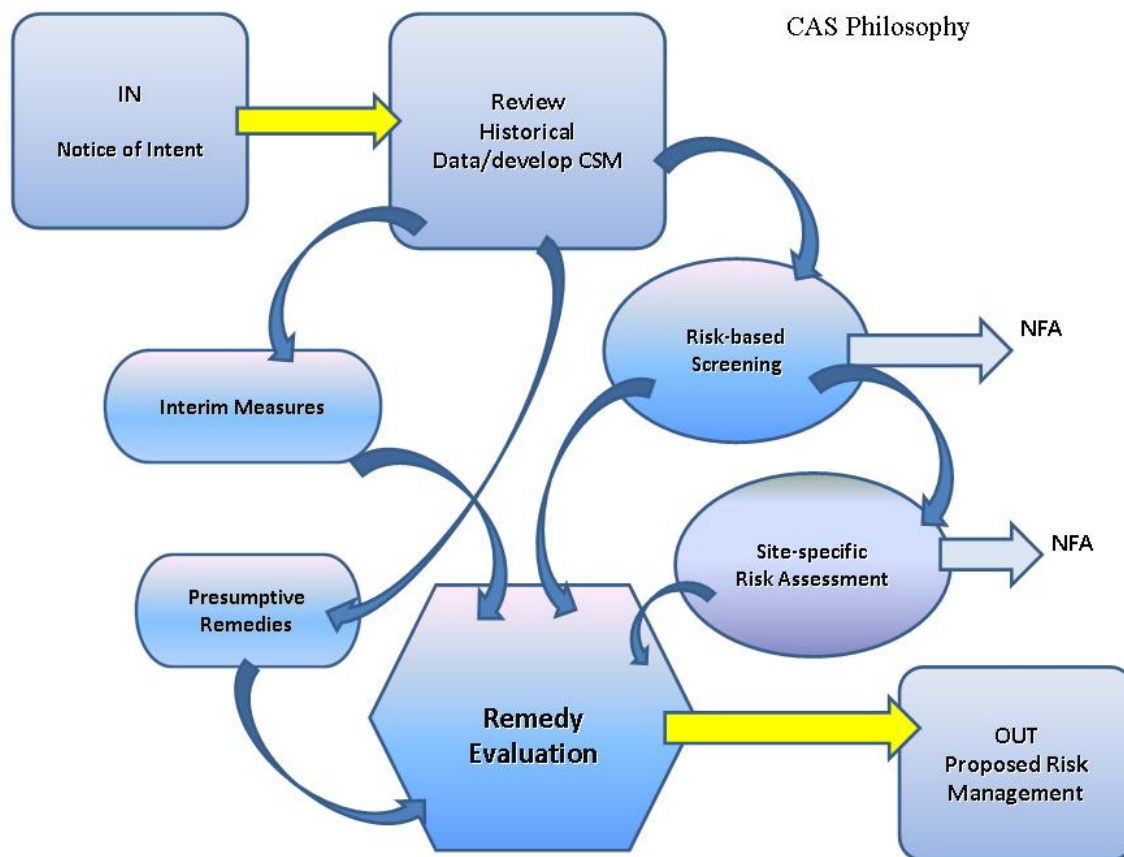 CAS Philosophy
IN
Notice of Intent
Review
Historical
Data/develop CSM
Risk-based
Screening
NFA
Interim Measures
Site-specific
Risk Assessment
NFA
Presumptive
Remedies
Remedy
Evaluation
OUT
Proposed Risk
Management